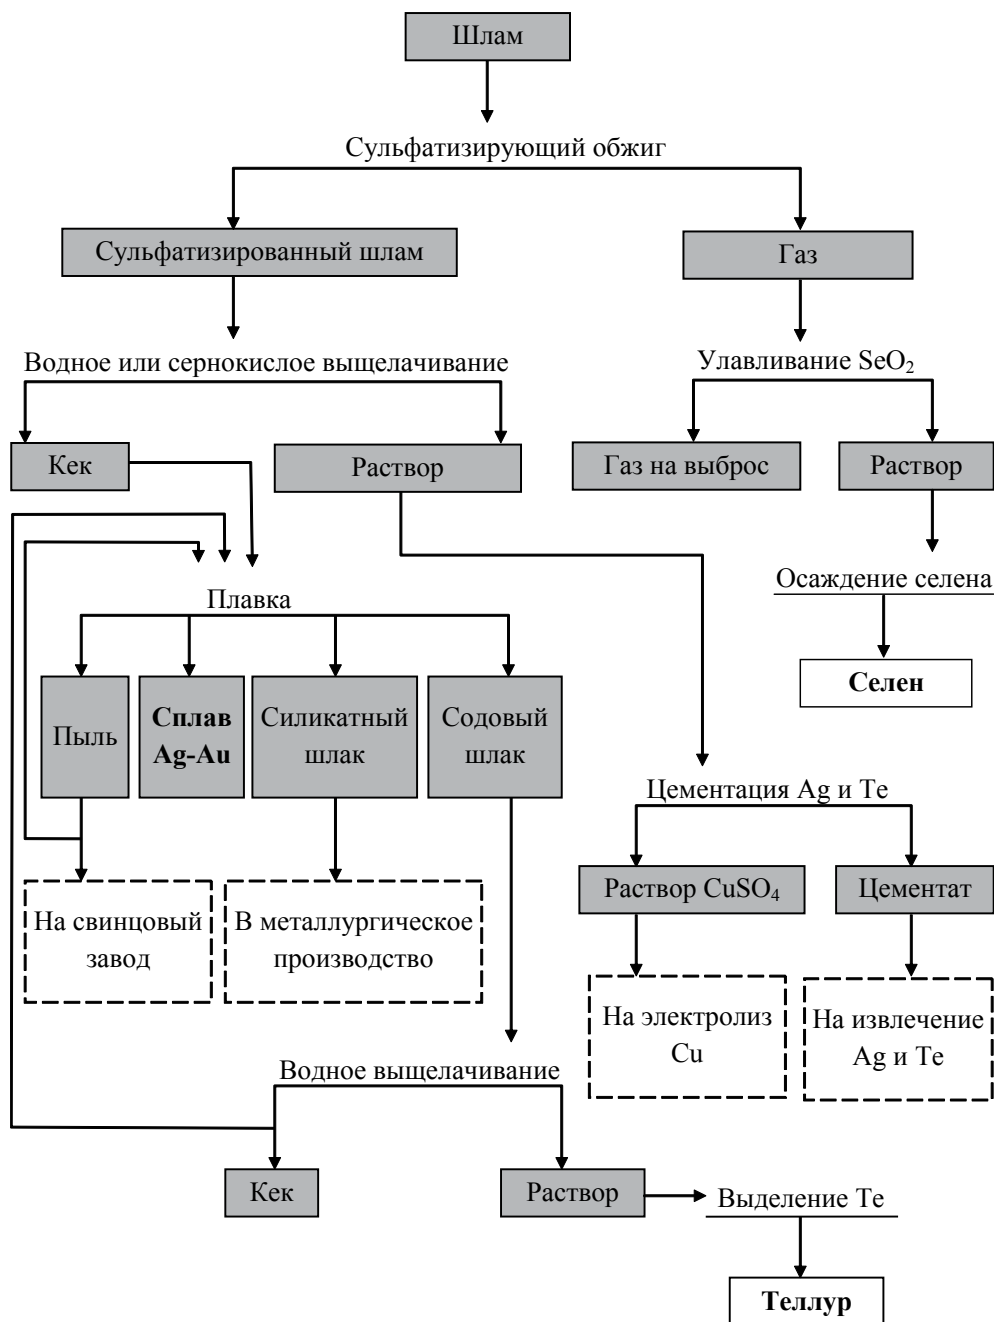 Шлам
Сульфатизирующий обжиг
Сульфатизированный шлам
Газ
Водное или сернокислое выщелачивание
Улавливание SeO₂
Кек
Раствор
Газ на выброс
Раствор
Осаждение селена
Плавка
Селен
Пыль
Сплав
Ag-Au
Силикатный
шлак
Содовый
шлак
Цементация Ag и Te
Раствор CuSO₄
Цементат
На свинцовый
завод
В металлургическое
производство
На электролиз
Cu
На извлечение
Ag и Te
Водное выщелачивание
Кек
Раствор
Выделение Te
Теллур